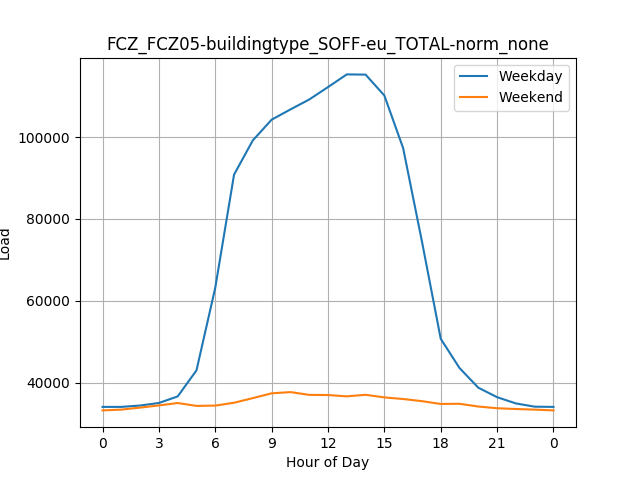 FCZ_FCZ05-buildingtype_SOFF-eu_TOTAL-norm_none
Weekday
Weekend
100000
80000
60000
40000
Load
0 3 6 9 12 15 18 21 0
Hour of Day